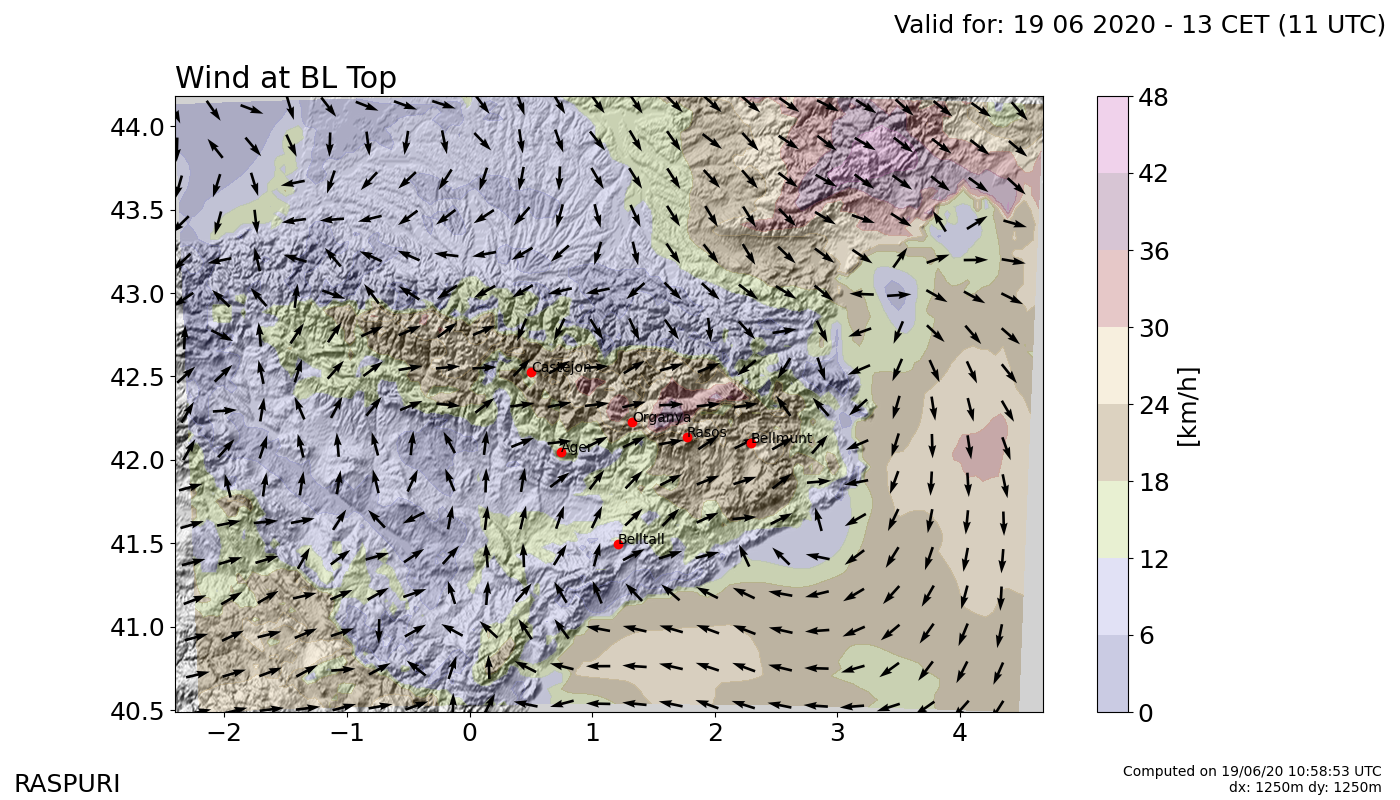 Valid for: 19 06 2020 - 13 CET (11 UTC)
Wind at BL Top
44.0
43.5
43.0
42.5
42.0
41.5
41.0
40.5
−2
−1
0
1
2
3
4
Castejon
Organya
Rasos
Bellmunt
Ager
Belltall
48
42
36
30
24
18
12
6
0
[km/h]
RASPURI
Computed on 19/06/20 10:58:53 UTC
dx: 1250m dy: 1250m